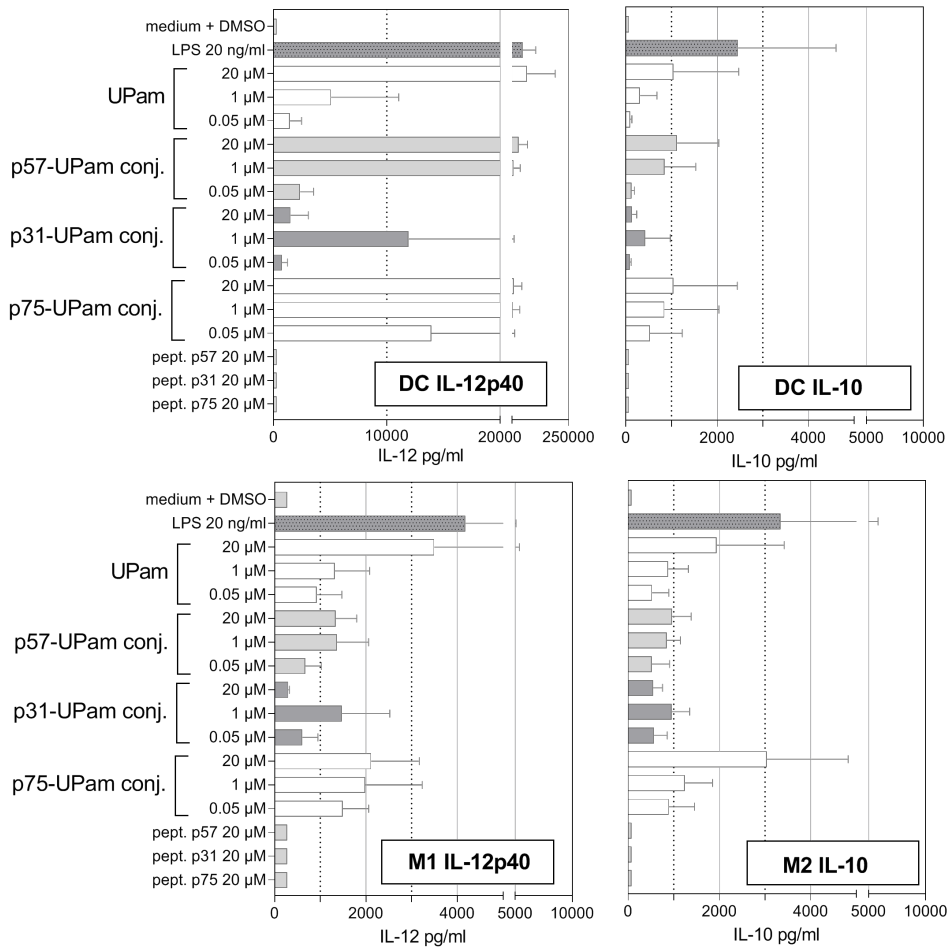 medium + DMSO
LPS 20 ng/ml
UPam
20 µM
1 µM
0.05 µM
p57-UPam conj.
20 µM
1 µM
0.05 µM
p31-UPam conj.
20 µM
1 µM
0.05 µM
p75-UPam conj.
20 µM
1 µM
0.05 µM
pept. p57 20 µM
pept. p31 20 µM
pept. p75 20 µM
DC IL-12p40
0 10000 20000 250000
IL-12 pg/ml
DC IL-10
0 2000 4000 5000 10000
IL-10 pg/ml
medium + DMSO
LPS 20 ng/ml
UPam
20 µM
1 µM
0.05 µM
p57-UPam conj.
20 µM
1 µM
0.05 µM
p31-UPam conj.
20 µM
1 µM
0.05 µM
p75-UPam conj.
20 µM
1 µM
0.05 µM
pept. p57 20 µM
pept. p31 20 µM
pept. p75 20 µM
M1 IL-12p40
0 2000 4000 5000 10000
IL-12 pg/ml
M2 IL-10
0 2000 4000 5000 10000
IL-10 pg/ml